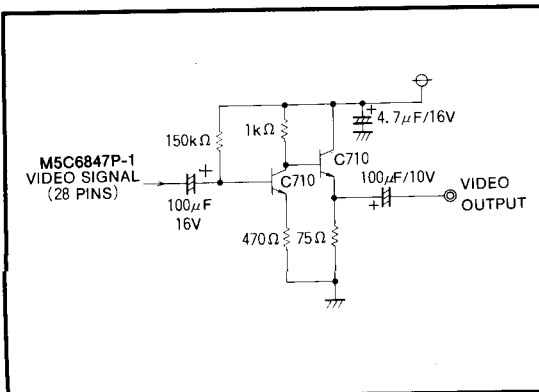 4.7μF/16V
150kΩ
1kΩ
M5C6847P-1
VIDEO SIGNAL
(28 PINS)
+
C710
C710
100μF/10V
VIDEO
OUTPUT
100μF
16V
+
470Ω
75Ω
+